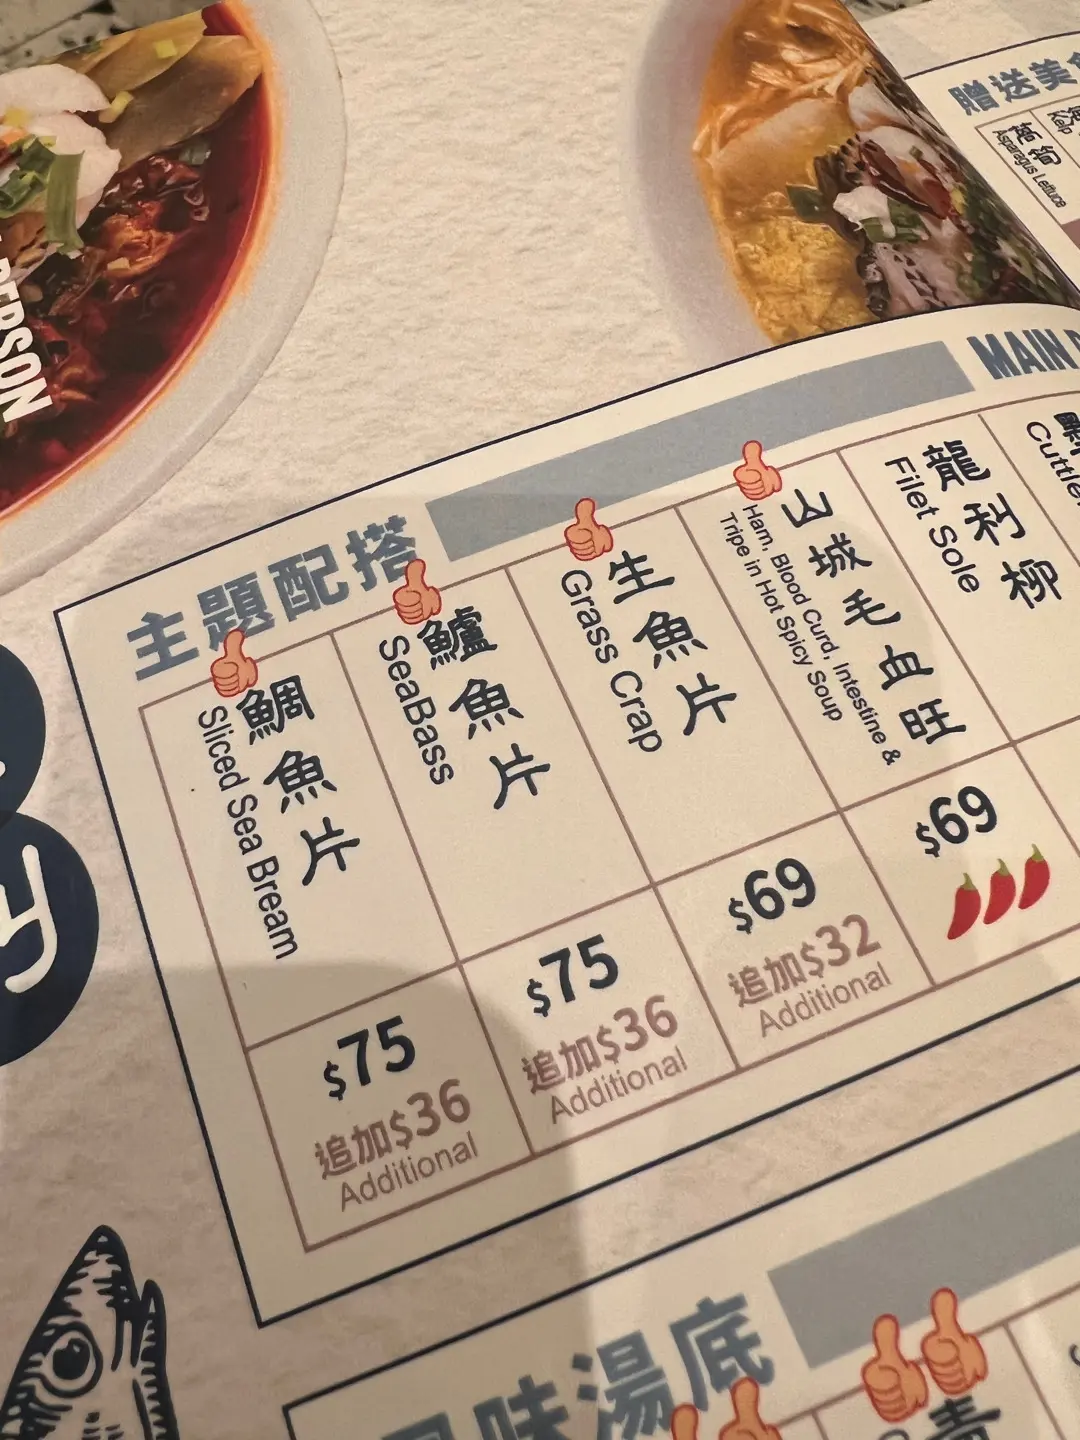 PERSON
贈送美
萵筍
Asparagus Lettuce
Kelp
主題配搭
MAIN
鯛魚片
Sliced Sea Bream
$75
追加$36
Additional
鱸魚片
SeaBass
$75
追加$36
Additional
生魚片
Grass Crap
$69
追加$32
Additional
山城毛血旺
Ham, Blood Curd, Intestine &
Tripe in Hot Spicy Soup
$69
龍利柳
Filet Sole
Cuttle
味湯底
青